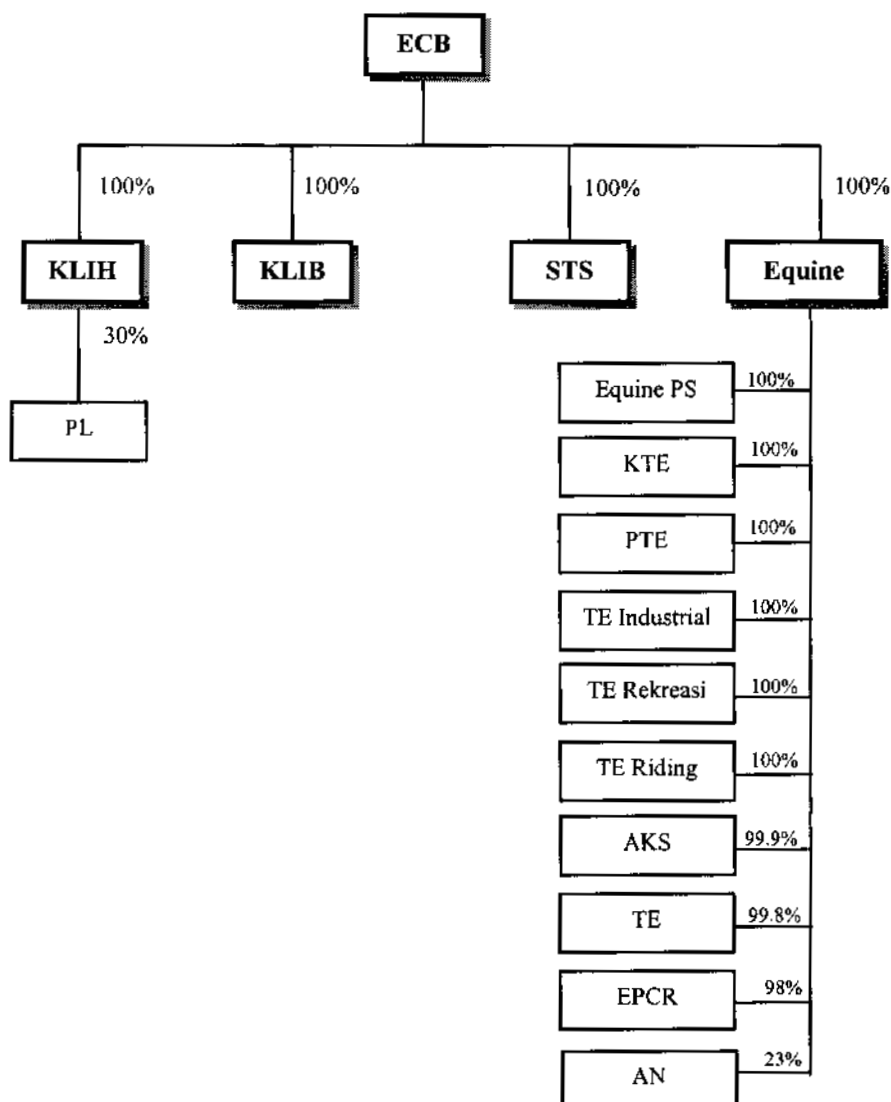 ECB
100%
100%
100%
100%
KLIH
KLIB
STS
Equine
30%
PL
Equine PS
100%
KTE
100%
PTE
100%
TE Industrial
100%
TE Rekreasi
100%
TE Riding
100%
AKS
99.9%
TE
99.8%
EPCR
98%
AN
23%